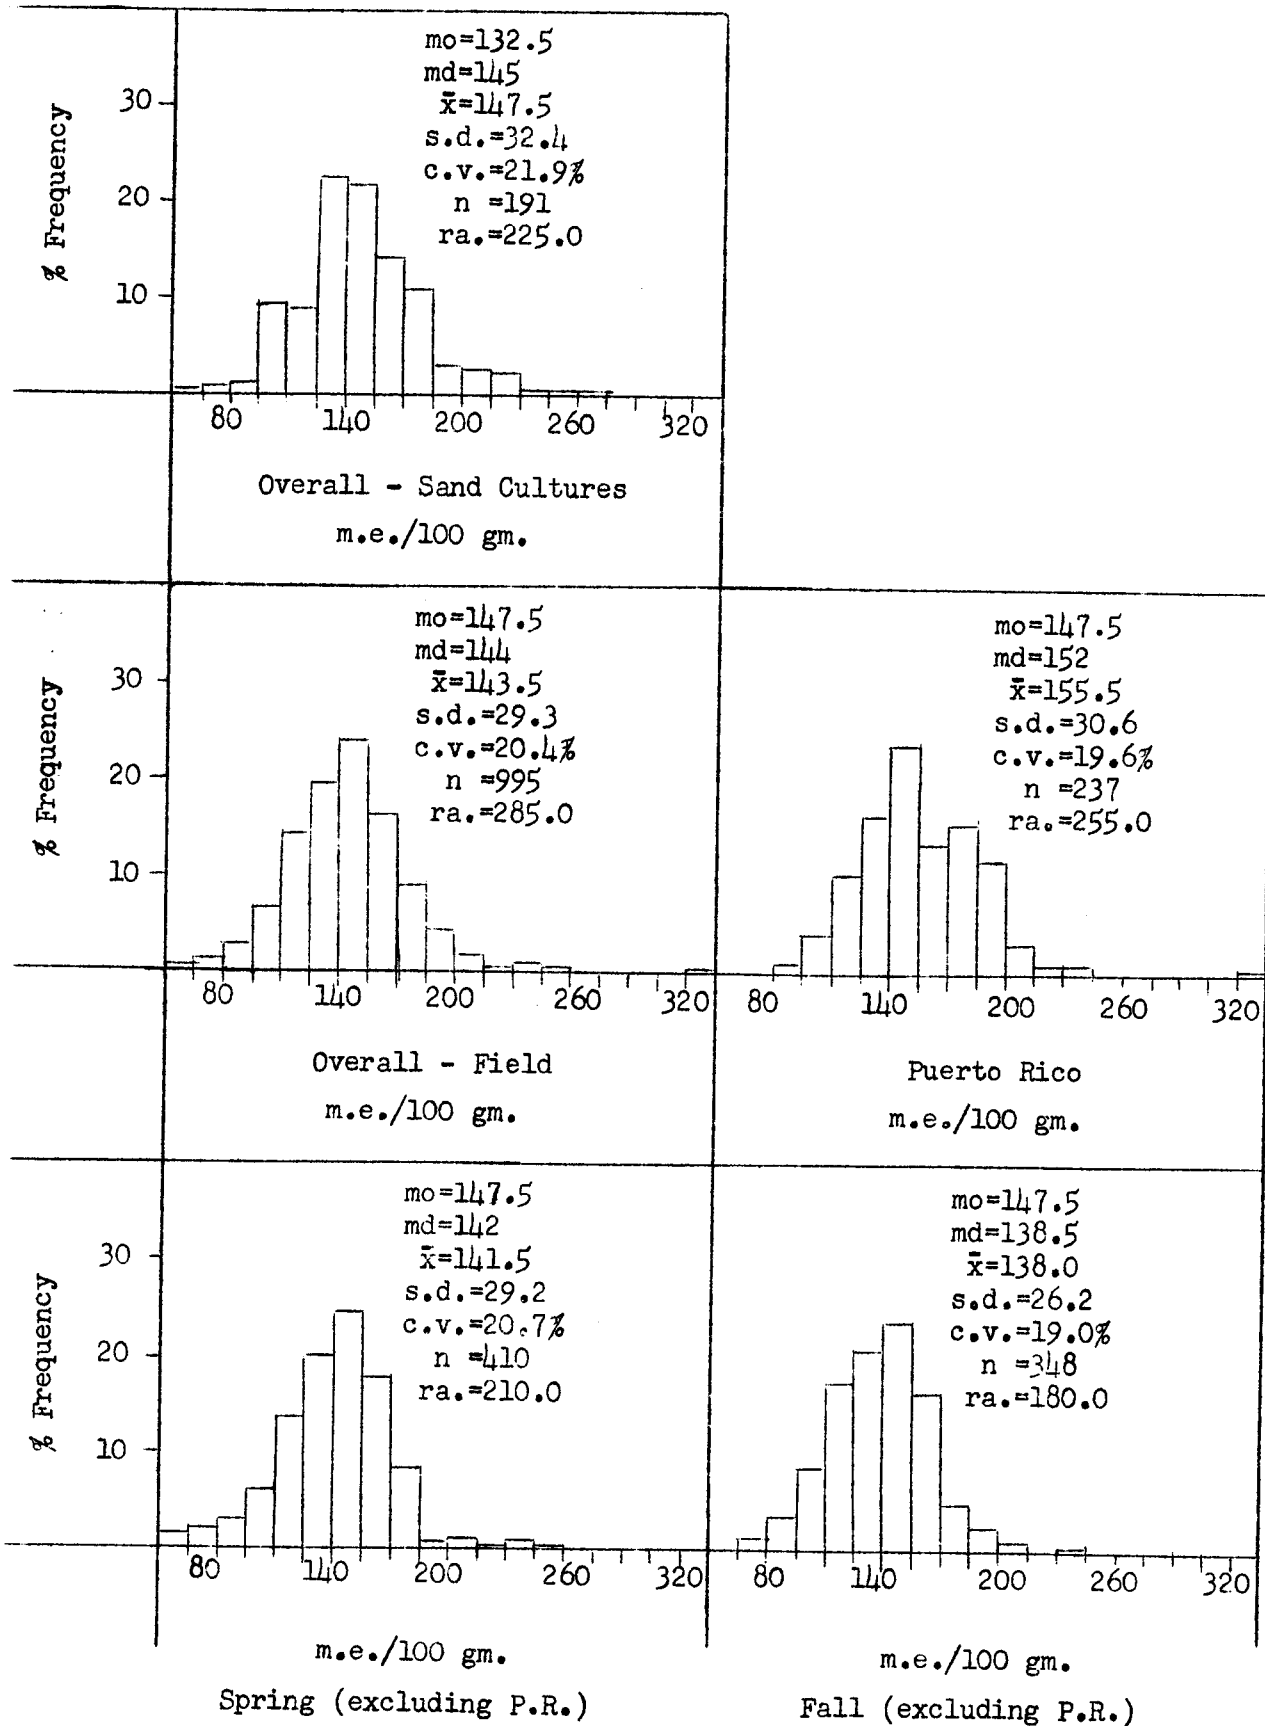 mo=132.5
md=145
x̄=147.5
s.d.=32.4
c.v.=21.9%
n =191
ra.=225.0
% Frequency
30
20
10
80 140 200 260 320
Overall - Sand Cultures
m.e./100 gm.
mo=147.5
md=144
x̄=143.5
s.d.=29.3
c.v.=20.4%
n =995
ra.=285.0
% Frequency
30
20
10
80 140 200 260 320
Overall - Field
m.e./100 gm.
mo=147.5
md=152
x̄=155.5
s.d.=30.6
c.v.=19.6%
n =237
ra.=255.0
80 140 200 260 320
Puerto Rico
m.e./100 gm.
mo=147.5
md=142
x̄=141.5
s.d.=29.2
c.v.=20.7%
n =410
ra.=210.0
% Frequency
30
20
10
80 140 200 260 320
m.e./100 gm.
Spring (excluding P.R.)
mo=147.5
md=138.5
x̄=138.0
s.d.=26.2
c.v.=19.0%
n =348
ra.=180.0
80 140 200 260 320
m.e./100 gm.
Fall (excluding P.R.)